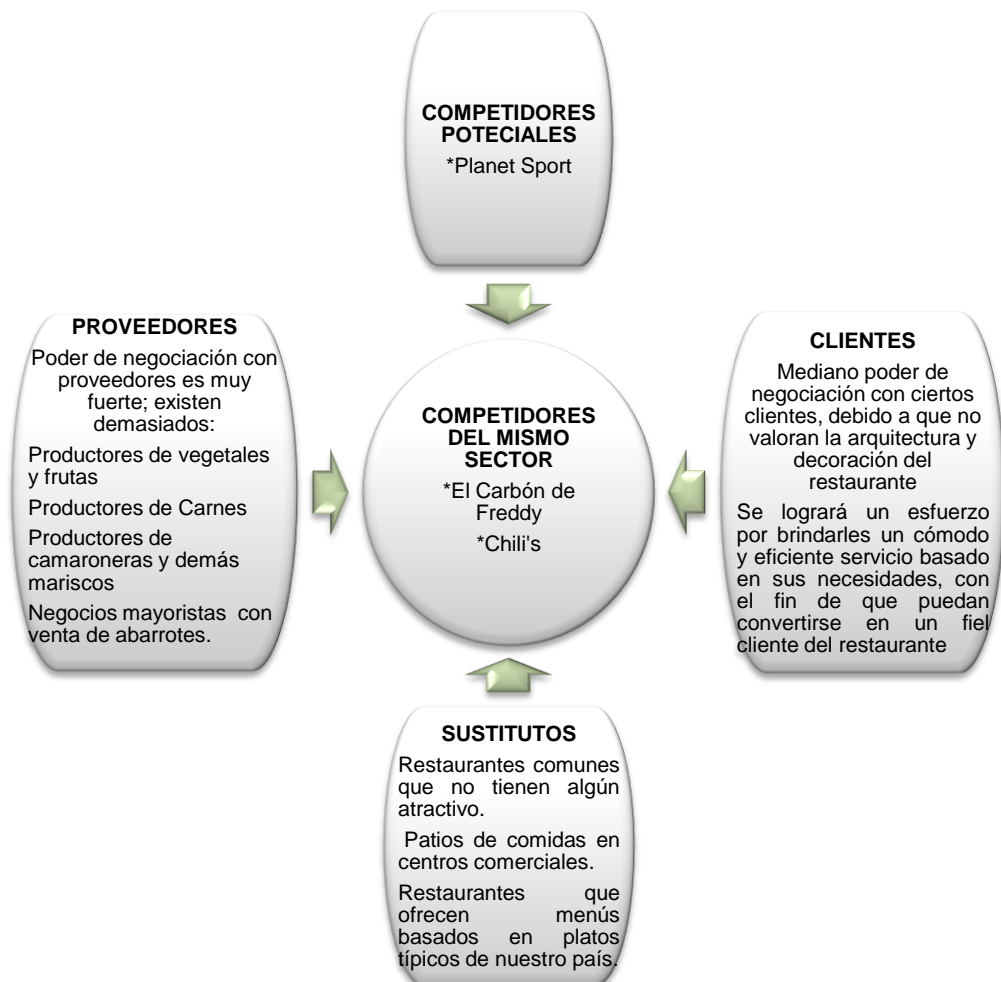 COMPETIDORES
POTECIALES
*Planet Sport
PROVEEDORES
Poder de negociación con
proveedores es muy
fuerte; existen
demasiados:
Productores de vegetales
y frutas
Productores de Carnes
Productores de
camaroneras y demás
mariscos
Negocios mayoristas con
venta de abarrotes.
COMPETIDORES
DEL MISMO
SECTOR
*El Carbón de
Freddy
*Chili's
CLIENTES
Mediano poder de
negociación con ciertos
clientes, debido a que no
valoran la arquitectura y
decoración del
restaurante
Se logrará un esfuerzo
por brindarles un cómodo
y eficiente servicio basado
en sus necesidades, con
el fin de que puedan
convertirse en un fiel
cliente del restaurante
SUSTITUTOS
Restaurantes comunes
que no tienen algún
atractivo.
Patios de comidas en
centros comerciales.
Restaurantes que
ofrecen menús
basados en platos
típicos de nuestro país.